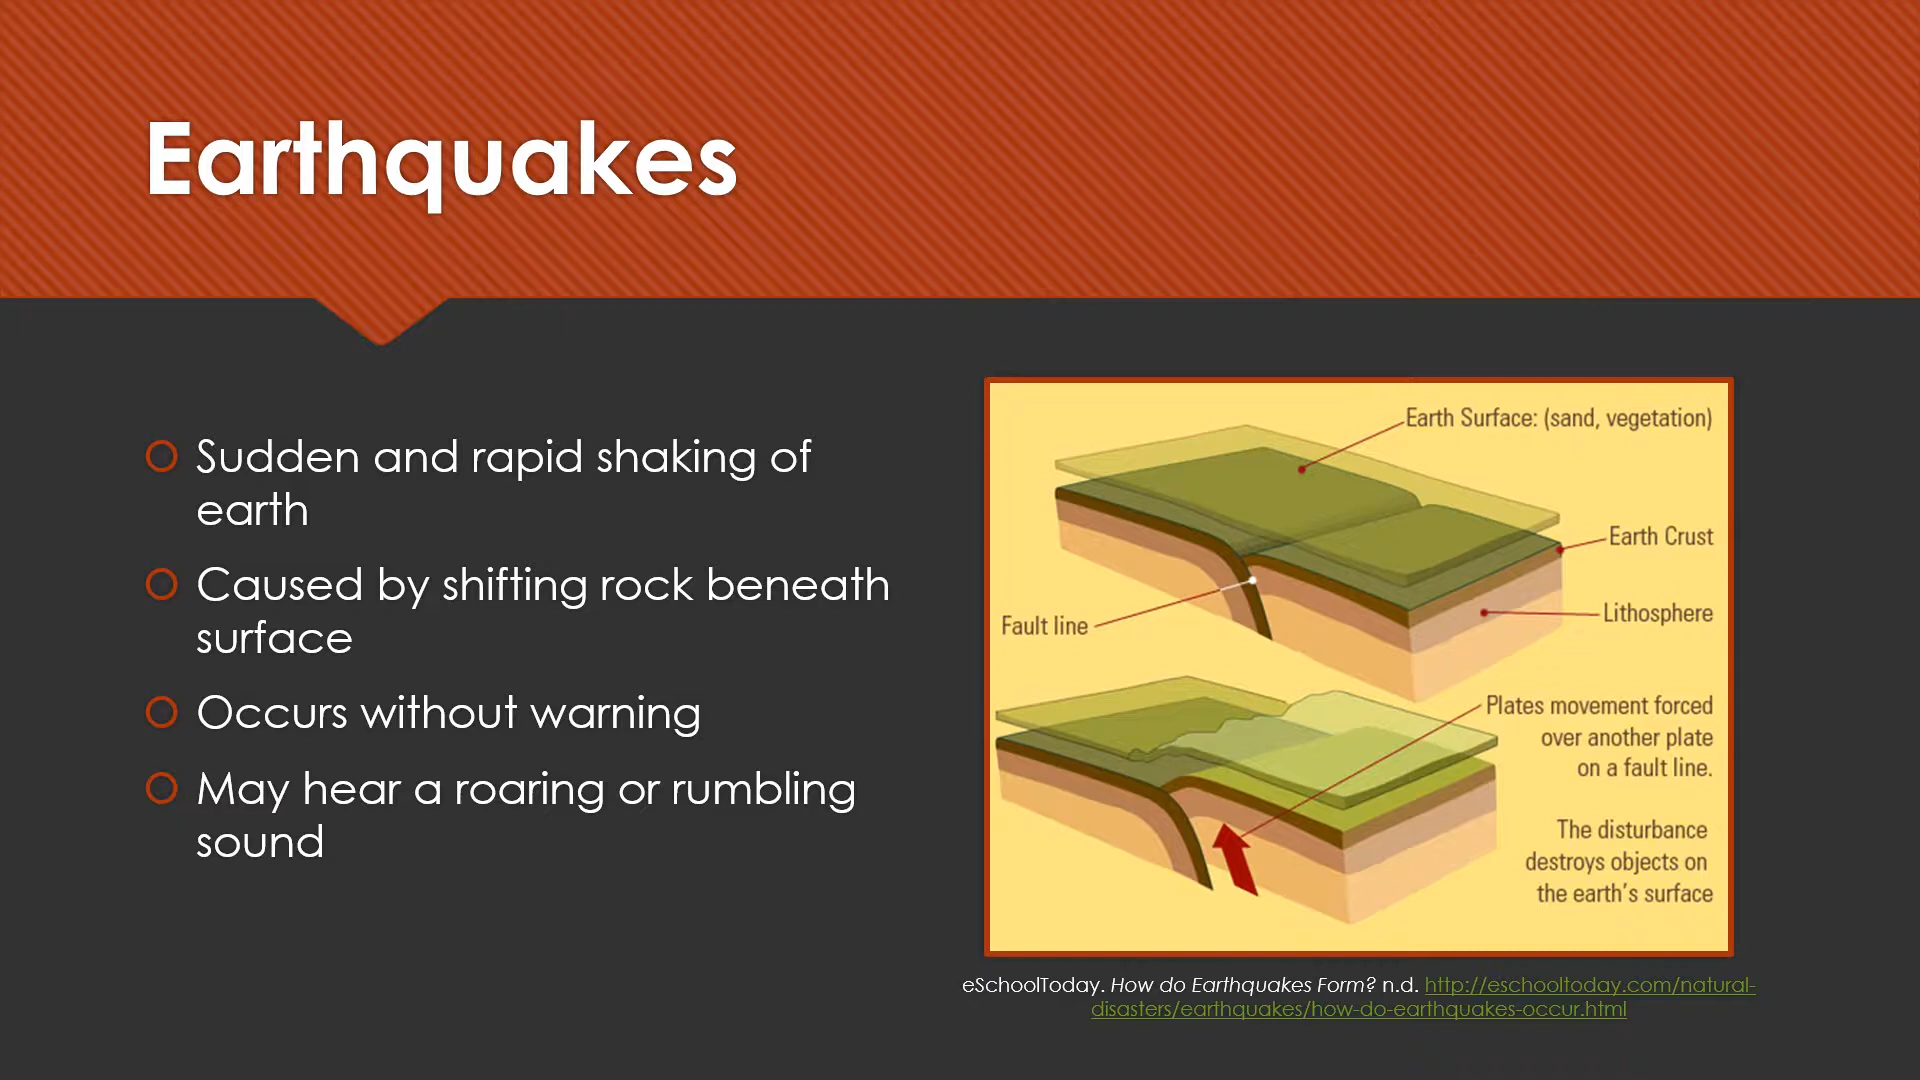 Earthquakes
Sudden and rapid shaking of
earth
Caused by shifting rock beneath
surface
Occurs without warning
May hear a roaring or rumbling
sound
Earth Surface: (sand, vegetation)
Earth Crust
Lithosphere
Fault line
Plates movement forced
over another plate
on a fault line.
The disturbance
destroys objects on
the earth's surface
eSchoolToday. How do Earthquakes Form? n.d. http://eschooltoday.com/natural-
disasters/earthquakes/how-do-earthquakes-occur.html